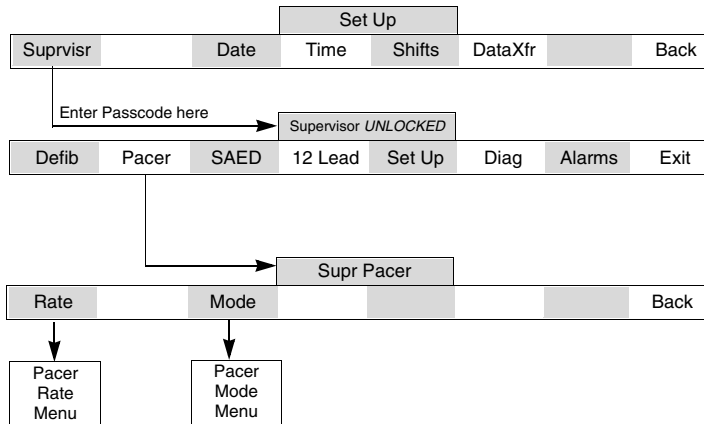 Set Up
Suprvisr Date Time Shifts DataXfr Back
Enter Passcode here
Supervisor UNLOCKED
Defib Pacer SAED 12 Lead Set Up Diag Alarms Exit
Supr Pacer
Rate Mode Back
Pacer
Rate
Menu
Pacer
Mode
Menu